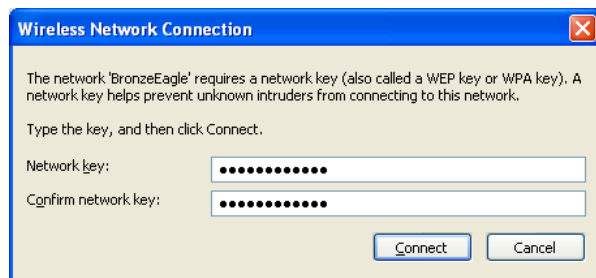 Wireless Network Connection
The network 'BronzeEagle' requires a network key (also called a WEP key or WPA key). A
network key helps prevent unknown intruders from connecting to this network.
Type the key, and then click Connect.
Network key: ●●●●●●●●●●●●
Confirm network key: ●●●●●●●●●●●●
Connect Cancel